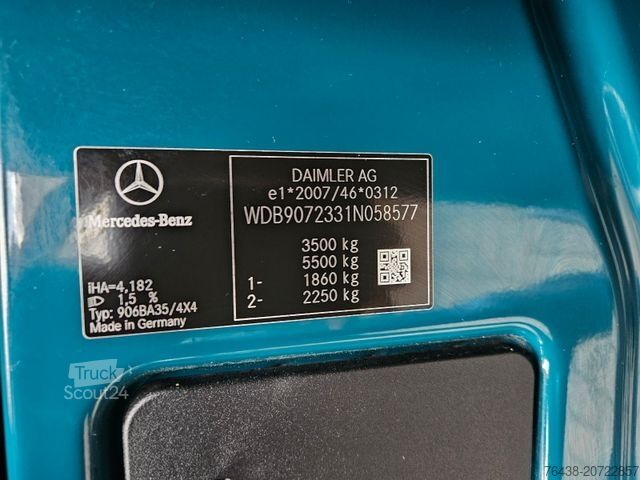 Mercedes-Benz
iHA=4,182
1,5 %
Typ: 906BA35/4X4
Made in Germany
DAIMLER AG
e1*2007/46*0312
WDB9072331N058577
3500 kg
5500 kg
1- 1860 kg
2- 2250 kg
Truck
Scout24
76438-20722857